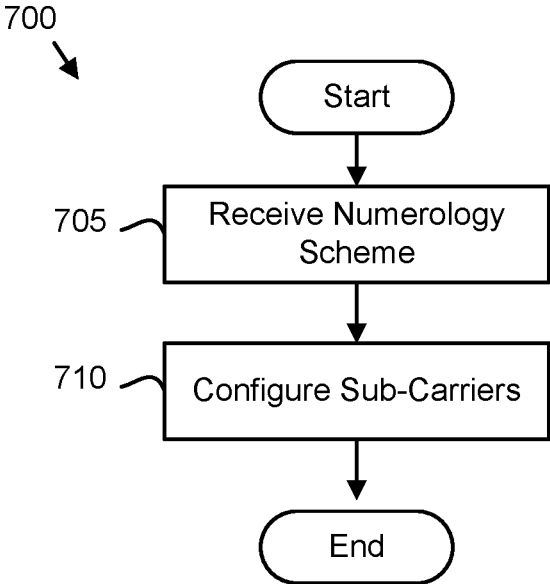 700
Start
705
Receive Numerology
Scheme
710
Configure Sub-Carriers
End